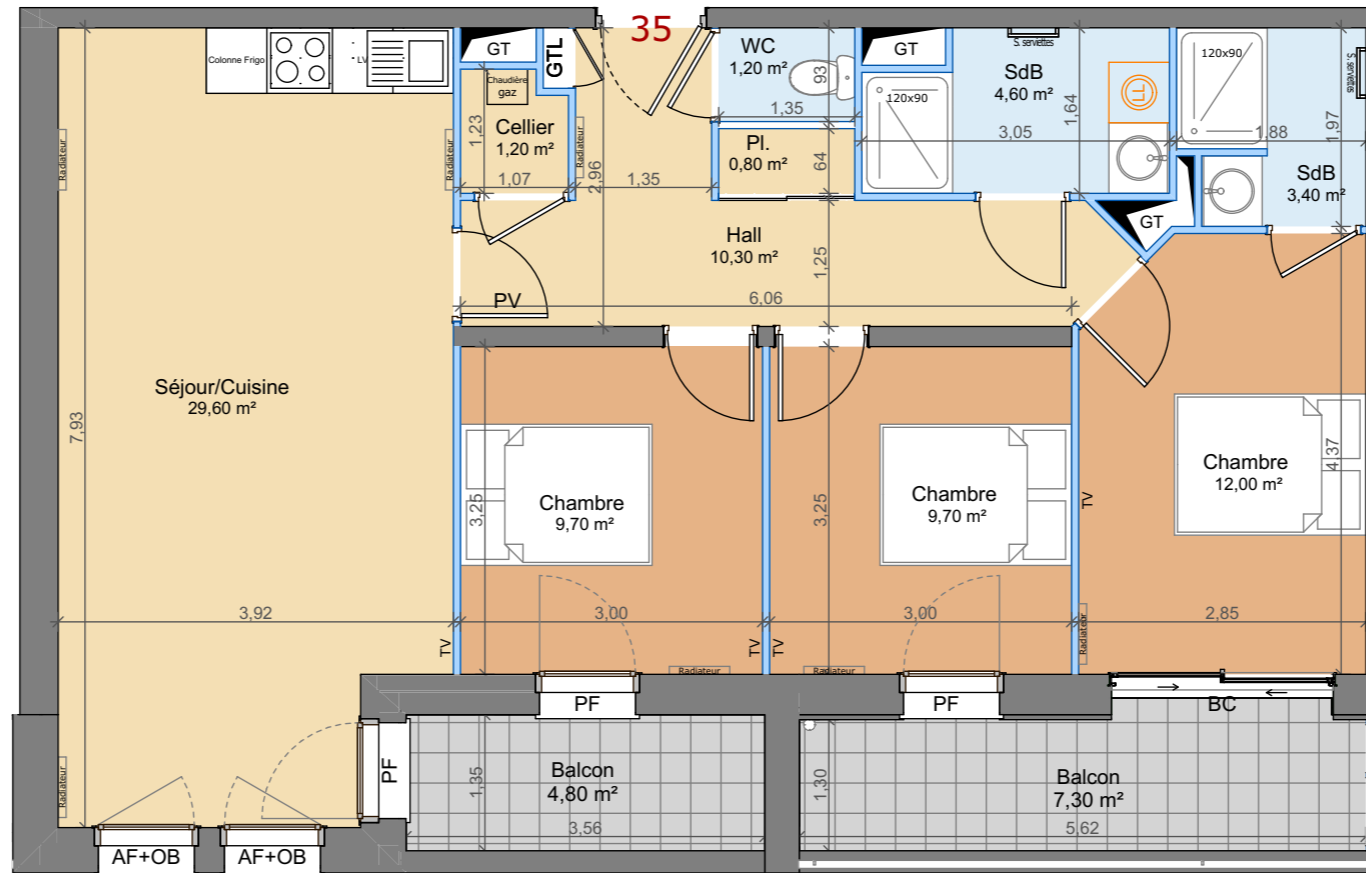 35
Colonne Frigo
LV
GT
GTL
Chaudière
gaz
Cellier
1,20 m²
1,23
1,07
Radiateur
Radiateur
Radiateur
2,96
1,35
WC
1,20 m²
93
1,35
Pl.
0,80 m²
64
GT
120x90
S. serviettes
SdB
4,60 m²
LL
1,64
3,05
120x90
S. serviettes
1,88
1,97
SdB
3,40 m²
GT
Hall
10,30 m²
1,25
6,06
PV
Séjour/Cuisine
29,60 m²
7,93
3,92
Chambre
9,70 m²
3,25
3,00
Chambre
9,70 m²
3,25
3,00
Chambre
12,00 m²
4,37
2,85
TV
TV
TV
TV
Radiateur
Radiateur
Radiateur
Radiateur
PF
PF
BC
PF
Balcon
4,80 m²
1,35
3,56
Balcon
7,30 m²
1,30
5,62
AF+OB
AF+OB